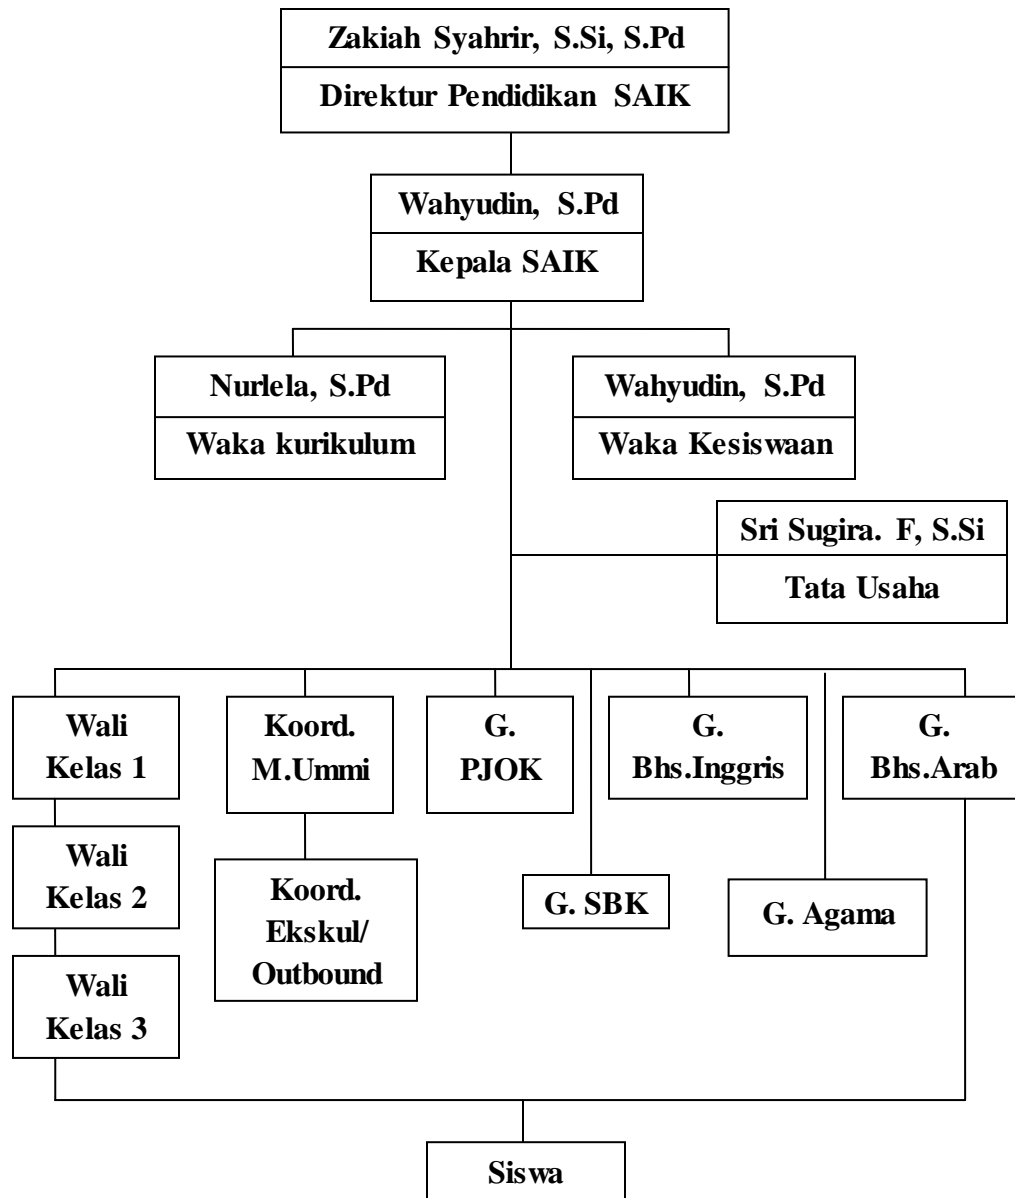 Zakiah Syahrir, S.Si, S.Pd
Direktur Pendidikan SAIK
Wahyudin, S.Pd
Kepala SAIK
Nurlela, S.Pd
Waka kurikulum
Wahyudin, S.Pd
Waka Kesiswaan
Sri Sugira. F, S.Si
Tata Usaha
Wali
Kelas 1
Koord.
M.Ummi
G.
PJOK
G.
Bhs.Inggris
G.
Bhs.Arab
Wali
Kelas 2
Koord.
Ekskul/
Outbound
G. SBK
G. Agama
Wali
Kelas 3
Siswa